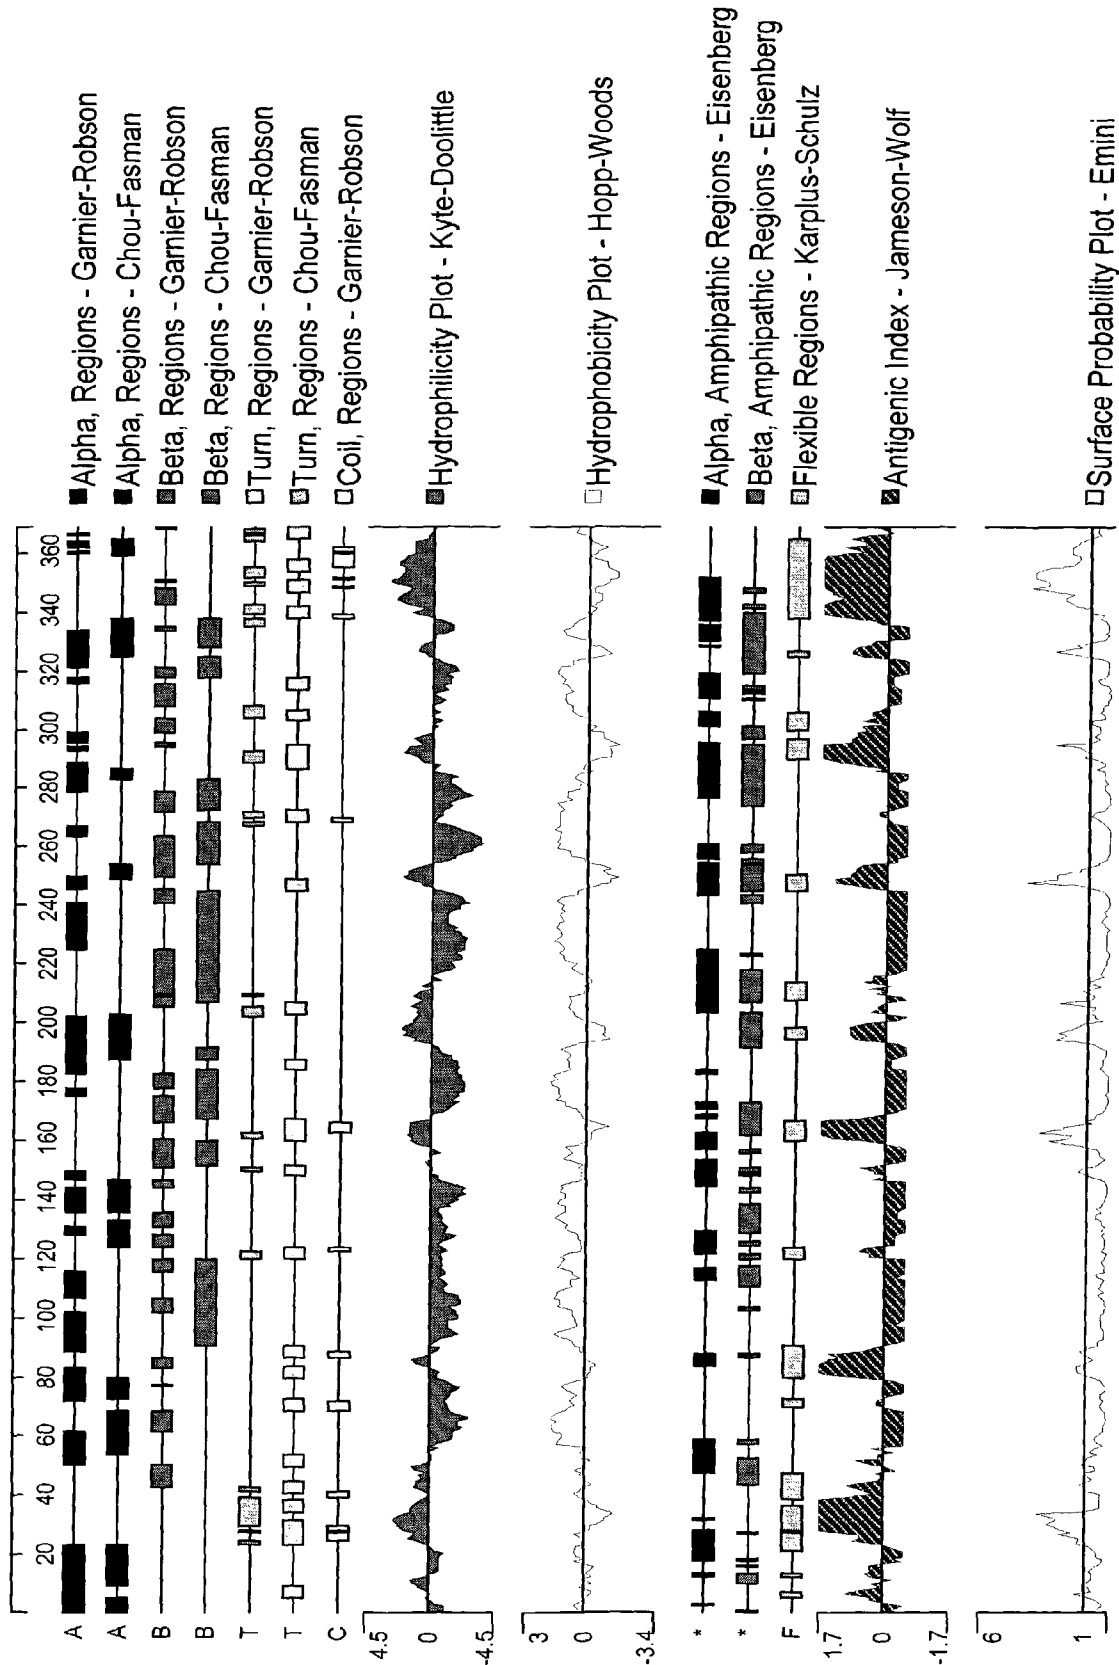 20 40 60 80 100 120 140 160 180 200 220 240 260 280 300 320 340 360
A Alpha, Regions - Garnier-Robson
A Alpha, Regions - Chou-Fasman
B Beta, Regions - Garnier-Robson
B Beta, Regions - Chou-Fasman
T Turn, Regions - Garnier-Robson
T Turn, Regions - Chou-Fasman
C Coil, Regions - Garnier-Robson
4.5
0 Hydrophilicity Plot - Kyte-Doolittle
-4.5
3
0 Hydrophobicity Plot - Hopp-Woods
-3.4
* Alpha, Amphipathic Regions - Eisenberg
* Beta, Amphipathic Regions - Eisenberg
F Flexible Regions - Karplus-Schulz
1.7
0 Antigenic Index - Jameson-Wolf
-1.7
6
1 Surface Probability Plot - Emini